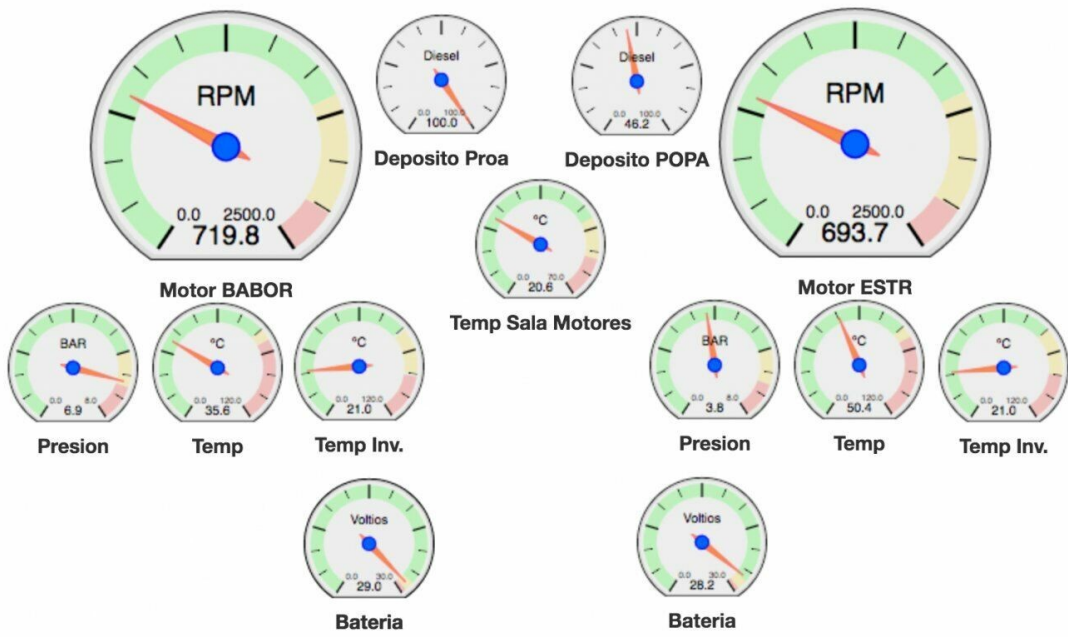 RPM
0.0 2500.0
719.8
Motor BABOR
Diesel
0.0 100.0
100.0
Deposito Proa
Diesel
0.0 100.0
46.2
Deposito POPA
RPM
0.0 2500.0
693.7
Motor ESTR
ºC
0.0 70.0
20.6
Temp Sala Motores
BAR
0.0 8.0
6.9
Presion
ºC
0.0 120.0
35.6
Temp
ºC
0.0 120.0
21.0
Temp Inv.
BAR
0.0 8.0
3.8
Presion
ºC
0.0 120.0
50.4
Temp
ºC
0.0 120.0
21.0
Temp Inv.
Voltios
0.0 30.0
29.0
Bateria
Voltios
0.0 30.0
28.2
Bateria